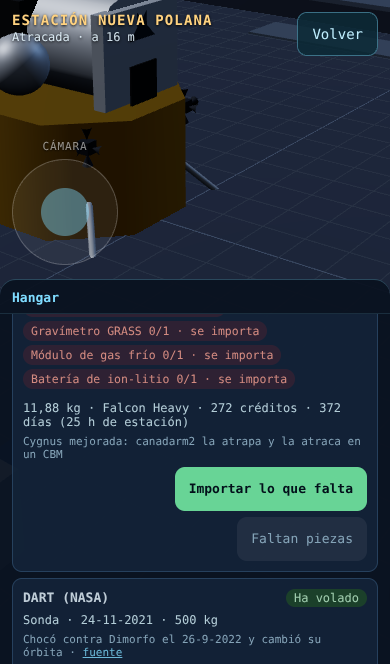 ESTACIÓN NUEVA POLANA
Atracada · a 16 m
Volver
CÁMARA
Hangar
Gravímetro GRASS 0/1 · se importa
Módulo de gas frío 0/1 · se importa
Batería de ion-litio 0/1 · se importa
11,88 kg · Falcon Heavy · 272 créditos · 372
días (25 h de estación)
Cygnus mejorada: canadarm2 la atrapa y la atraca en
un CBM
Importar lo que falta
Faltan piezas
DART (NASA)
Ha volado
Sonda · 24-11-2021 · 500 kg
Chocó contra Dimorfo el 26-9-2022 y cambió su
órbita · fuente